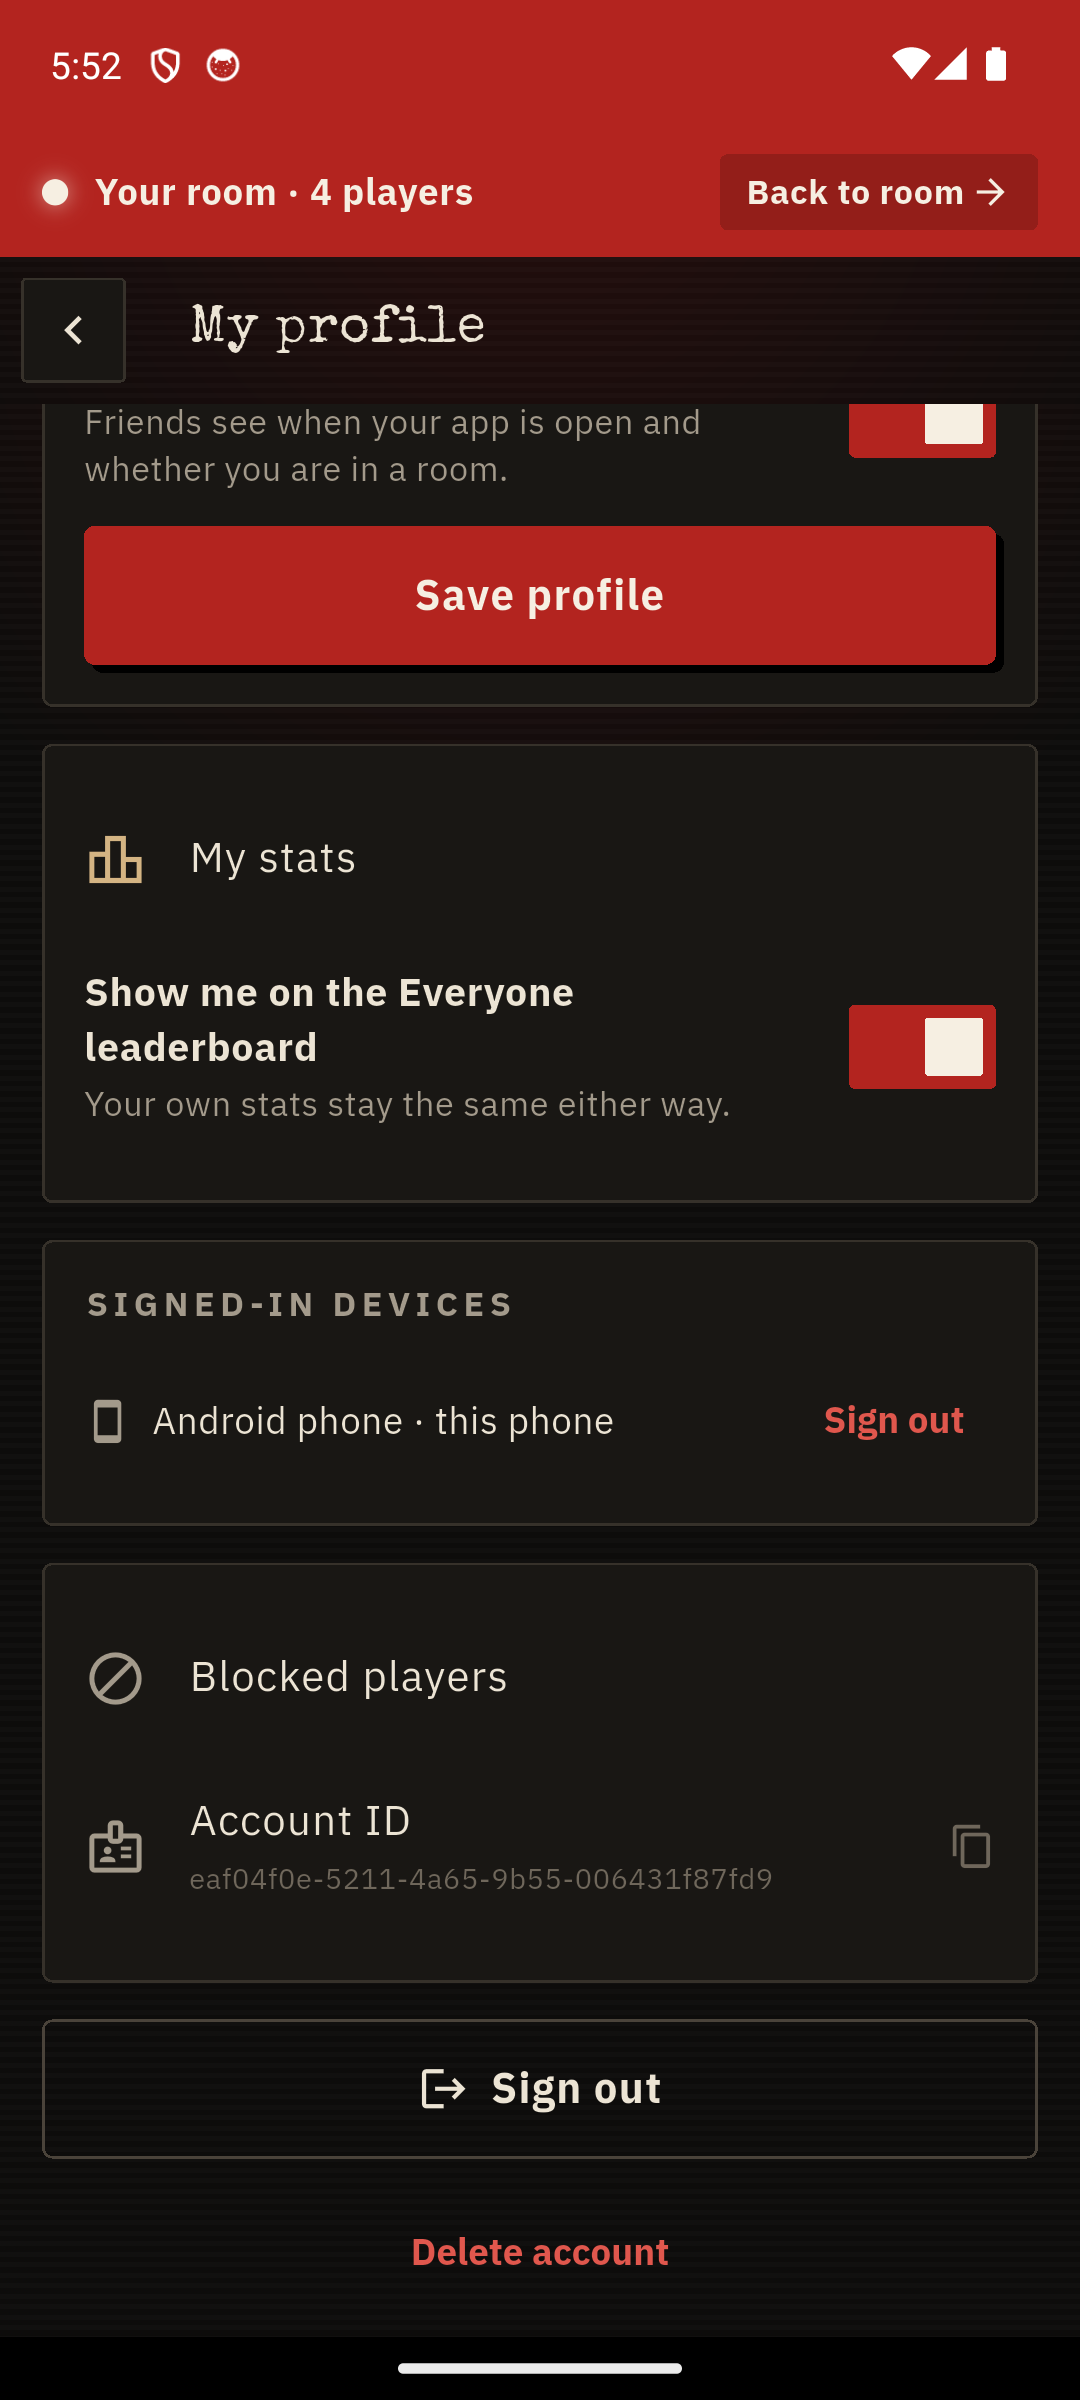 5:52
Your room · 4 players
Back to room →
My profile
Friends see when your app is open and
whether you are in a room.
Save profile
My stats
Show me on the Everyone
leaderboard
Your own stats stay the same either way.
SIGNED-IN DEVICES
Android phone · this phone
Sign out
Blocked players
Account ID
eaf04f0e-5211-4a65-9b55-006431f87fd9
Sign out
Delete account